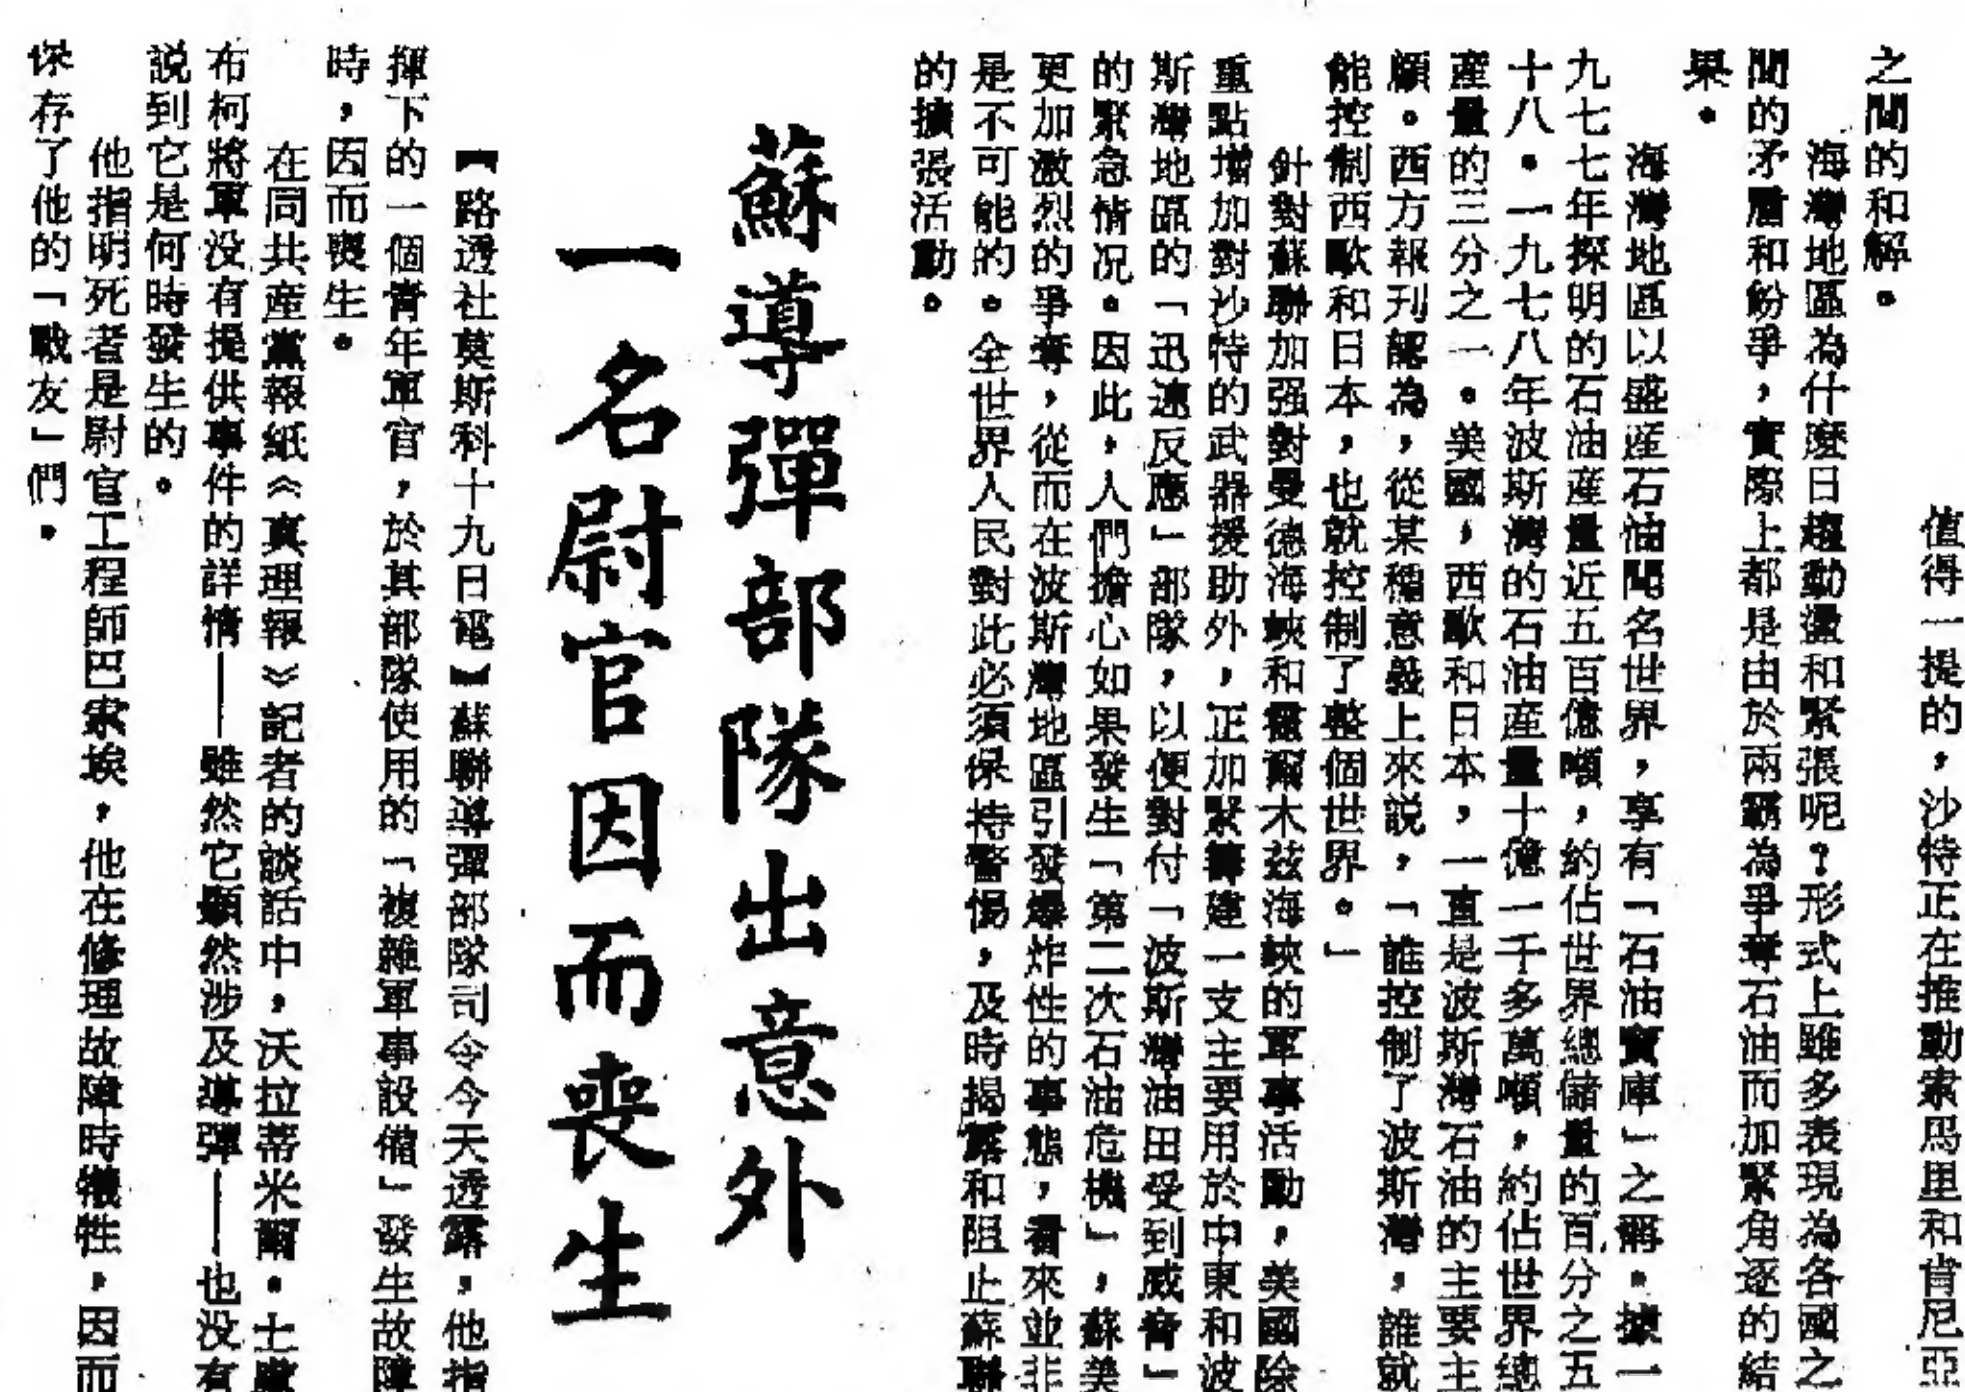 值得一提的，沙特正在推動索馬里和肯尼亞
之間的和解。
海灣地區為什麼日趨動盪和緊張呢？形式上雖多表現為各國之
間的矛盾和紛爭，實際上都是由於兩霸為爭奪石油而加緊角逐的結
果。
海灣地區以盛産石油聞名世界，享有「石油寶庫」之稱。據一
九七七年探明的石油産量近五百億噸，約佔世界總儲量的百分之五
十八。一九七八年波斯灣的石油産量十億一千多萬噸，約佔世界總
産量的三分之一。美國，西歐和日本，一直是波斯灣石油的主要主
顧。西方報刊認為，從某種意義上來說，「誰控制了波斯灣，誰就
能控制西歐和日本，也就控制了整個世界。」
針對蘇聯加强對曼德海峽和霍爾木茲海峽的軍事活動，美國除
重點增加對沙特的武器援助外，正加緊籌建一支主要用於中東和波
斯灣地區的「迅速反應」部隊，以便對付「波斯灣油田受到威脅」
的緊急情况。因此，人們擔心如果發生「第二次石油危機」，蘇美
更加激烈的爭奪，從而在波斯灣地區引發爆炸性的事態，看來並非
是不可能的。全世界人民對此必須保持警惕，及時揭露和阻止蘇聯
的擴張活動。
蘇導彈部隊出意外
一名尉官因而喪生
【路透社莫斯科十九日電】蘇聯導彈部隊司令今天透露，他指
揮下的一個青年軍官，於其部隊使用的「複雜軍事設備」發生故障
時，因而喪生。
在同共産黨報紙《真理報》記者的談話中，沃拉蒂米爾·土盧
布柯將軍没有提供事件的詳情——雖然它顯然涉及導彈——也没有
説到它是何時發生的。
他指明死者是尉官工程師巴索埃，他在修理故障時犧牲，因而
保存了他的「戰友」們。